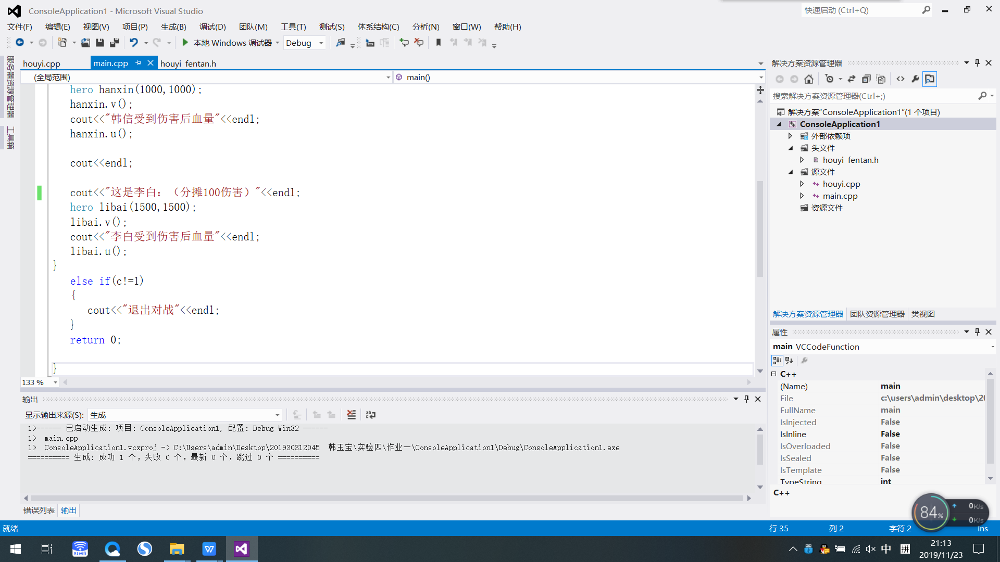 ConsoleApplication1 - Microsoft Visual Studio
快速启动 (Ctrl+Q)
文件(F) 编辑(E) 视图(V) 项目(P) 生成(B) 调试(D) 团队(M) 工具(T) 测试(S) 体系结构(C) 分析(N) 窗口(W) 帮助(H)
本地 Windows 调试器 Debug
服务器资源管理器
工具箱
houyi.cpp main.cpp houyi fentan.h
(全局范围) main()
hero hanxin(1000,1000);
hanxin.v();
cout<<"韩信受到伤害后血量"<<endl;
hanxin.u();
cout<<endl;
cout<<"这是李白：（分摊100伤害）"<<endl;
hero libai(1500,1500);
libai.v();
cout<<"李白受到伤害后血量"<<endl;
libai.u();
}
else if(c!=1)
{
cout<<"退出对战"<<endl;
}
return 0;
}
133 %
输出
显示输出来源(S): 生成
1>------ 已启动生成: 项目: ConsoleApplication1, 配置: Debug Win32 ------
1> main.cpp
1> ConsoleApplication1.vcxproj -> C:\Users\admin\Desktop\201930312045 韩玉宝\实验四\作业一\ConsoleApplication1\Debug\ConsoleApplication1.exe
========== 生成: 成功 1 个，失败 0 个，最新 0 个，跳过 0 个 ==========
错误列表 输出
解决方案资源管理器
搜索解决方案资源管理器(Ctrl+;)
解决方案“ConsoleApplication1”(1 个项目)
ConsoleApplication1
外部依赖项
头文件
houyi fentan.h
源文件
houyi.cpp
main.cpp
资源文件
解决方案资源管理器 团队资源管理器 类视图
属性
main VCCodeFunction
C++
(Name) main
File c:\users\admin\desktop\20
FullName main
IsInjected False
IsInline False
IsOverloaded False
IsSealed False
IsTemplate False
TypeString int
C++
84%
0K/s
0K/s
就绪 行 35 列 2 字符 2 Ins
91wifi
中 拼
21:13
2019/11/23